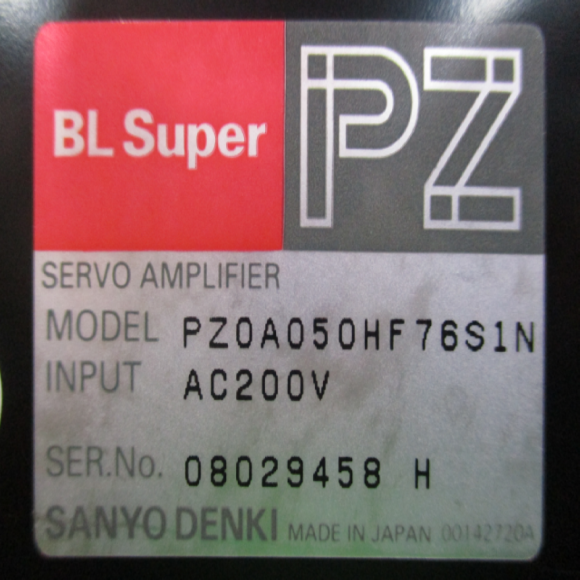 BL Super PZ
SERVO AMPLIFIER
MODEL PZ0A050HF76S1N
INPUT AC200V
SER.No. 08029458 H
SANYO DENKI MADE IN JAPAN 00142720A